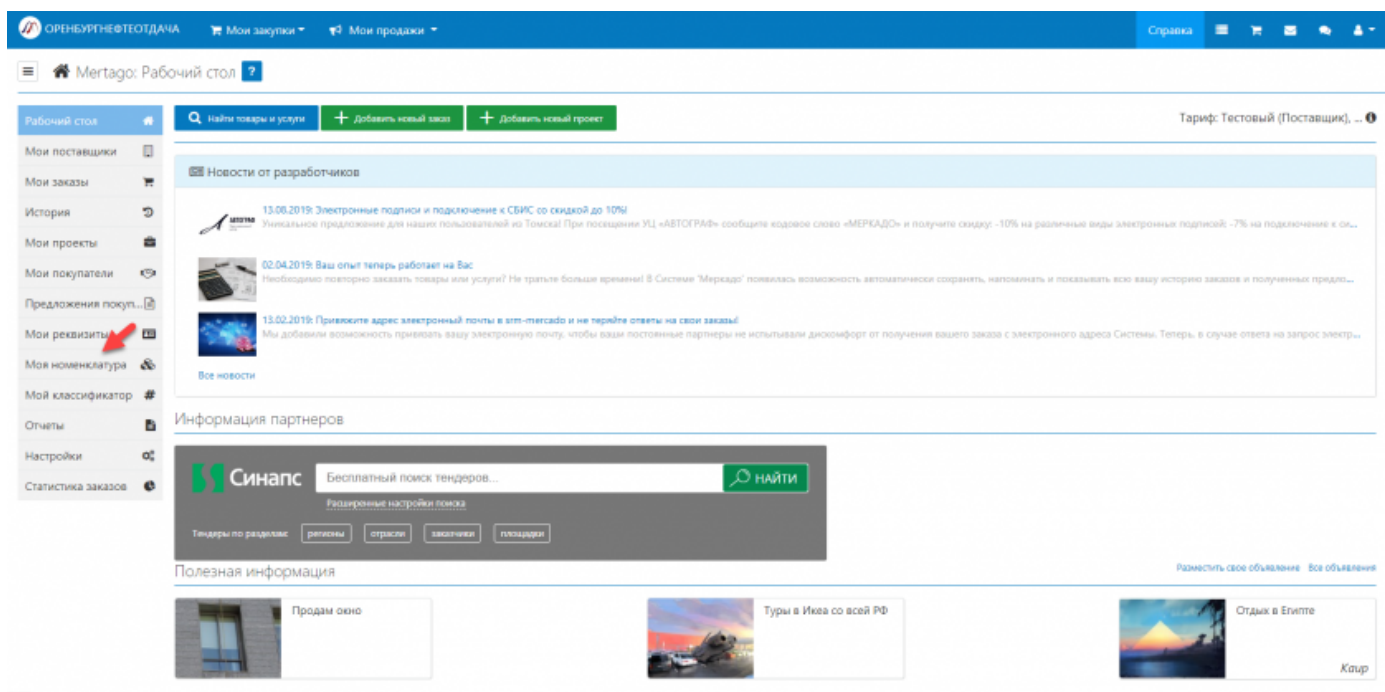 ОРЕНБУРГНЕФТЕОТДАЧА Мои закупки Мои продажи Справка
Mertago: Рабочий стол ?
Рабочий стол
Мои поставщики
Мои заказы
История
Мои проекты
Мои покупатели
Предложения покуп...
Мои реквизиты
Моя номенклатура
Мой классификатор
Отчеты
Настройки
Статистика заказов
Найти товары и услуги Добавить новый заказ Добавить новый проект
Тариф: Тестовый (Поставщик), ...
Новости от разработчиков
13.08.2019: Электронные подписи и подключение к СБИС со скидкой до 10%!
Уникальное предложение для наших пользователей из Томска! При посещении УЦ «АВТОГРАФ» сообщите кодовое слово «МЕРКАДО» и получите скидку: -10% на различные виды электронных подписей; -7% на подключение к си...
02.04.2019: Ваш опыт теперь работает на Вас
Необходимо повторно заказать товары или услуги? Не тратьте больше времени! В Системе "Меркадо" появилась возможность автоматически сохранять, напоминать и показывать всю вашу историю заказов и полученных предло...
13.02.2019: Привяжите адрес электронный почты в srm-mercado и не теряйте ответы на свои заказы!
Мы добавили возможность привязать вашу электронную почту, чтобы ваши постоянные партнеры не испытывали дискомфорт от получения вашего заказа с электронного адреса Системы. Теперь, в случае ответа на запрос электр...
Все новости
Информация партнеров
Синапс Бесплатный поиск тендеров... НАЙТИ
Расширенные настройки поиска
Тендеры по разделам: регионы отрасли заказчики площадки
Полезная информация
Разместить свое объявление Все объявления
Продам окно
Туры в Икеа со всей РФ
Отдых в Египте
Каир